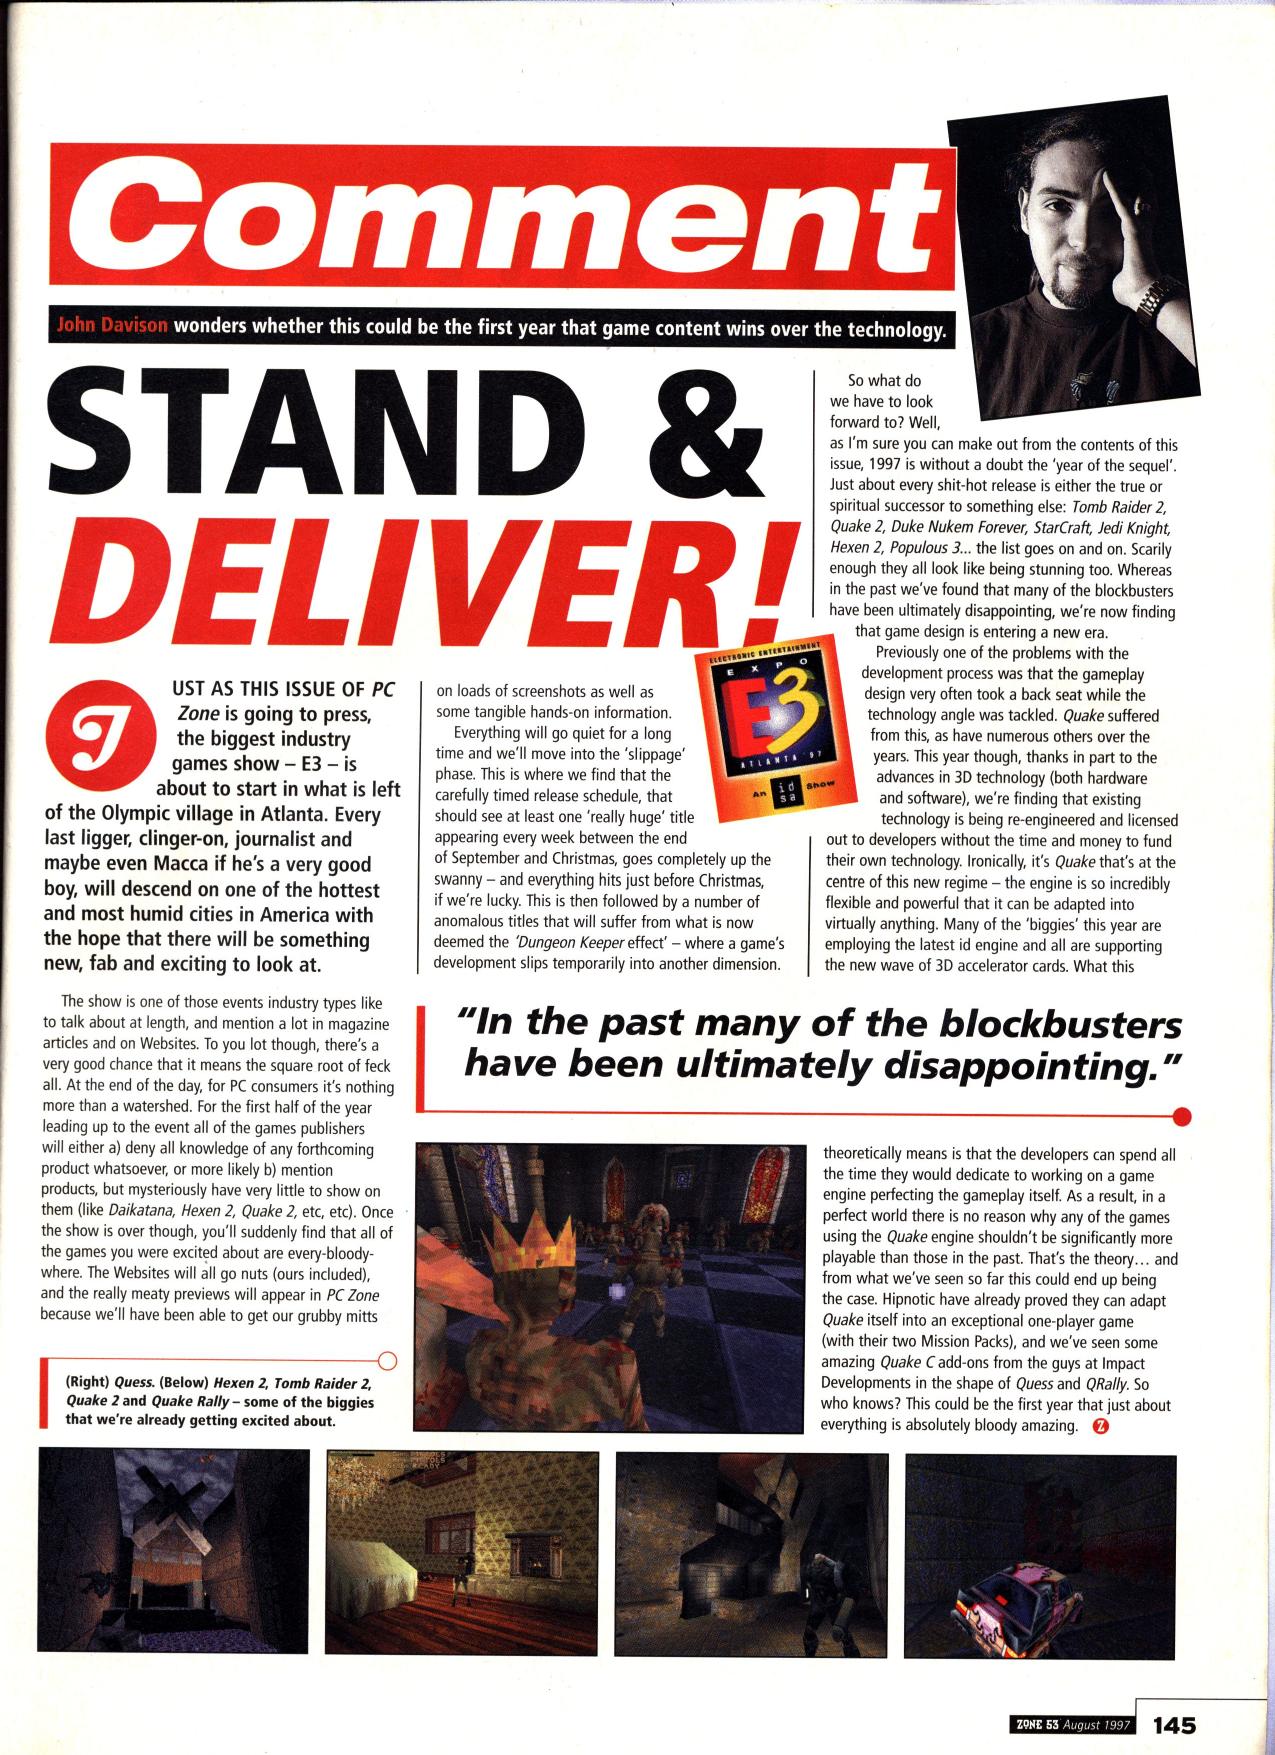 Comment
John Davison wonders whether this could be the first year that game content wins over the technology.
STAND &
DELIVER!
JUST AS THIS ISSUE OF PC
Zone is going to press,
the biggest industry
games show – E3 – is
about to start in what is left
of the Olympic village in Atlanta. Every
last ligger, clinger-on, journalist and
maybe even Macca if he's a very good
boy, will descend on one of the hottest
and most humid cities in America with
the hope that there will be something
new, fab and exciting to look at.
The show is one of those events industry types like
to talk about at length, and mention a lot in magazine
articles and on Websites. To you lot though, there's a
very good chance that it means the square root of feck
all. At the end of the day, for PC consumers it's nothing
more than a watershed. For the first half of the year
leading up to the event all of the games publishers
will either a) deny all knowledge of any forthcoming
product whatsoever, or more likely b) mention
products, but mysteriously have very little to show on
them (like Daikatana, Hexen 2, Quake 2, etc, etc). Once
the show is over though, you'll suddenly find that all of
the games you were excited about are every-bloody-
where. The Websites will all go nuts (ours included),
and the really meaty previews will appear in PC Zone
because we'll have been able to get our grubby mitts
on loads of screenshots as well as
some tangible hands-on information.
Everything will go quiet for a long
time and we'll move into the 'slippage'
phase. This is where we find that the
carefully timed release schedule, that
should see at least one 'really huge' title
appearing every week between the end
of September and Christmas, goes completely up the
swanny – and everything hits just before Christmas,
if we're lucky. This is then followed by a number of
anomalous titles that will suffer from what is now
deemed the 'Dungeon Keeper effect' – where a game's
development slips temporarily into another dimension.
ELECTRONIC ENTERTAINMENT
EXPO
E3
ATLANTA '97
An idsa Show
So what do
we have to look
forward to? Well,
as I'm sure you can make out from the contents of this
issue, 1997 is without a doubt the 'year of the sequel'.
Just about every shit-hot release is either the true or
spiritual successor to something else: Tomb Raider 2,
Quake 2, Duke Nukem Forever, StarCraft, Jedi Knight,
Hexen 2, Populous 3... the list goes on and on. Scarily
enough they all look like being stunning too. Whereas
in the past we've found that many of the blockbusters
have been ultimately disappointing, we're now finding
that game design is entering a new era.
Previously one of the problems with the
development process was that the gameplay
design very often took a back seat while the
technology angle was tackled. Quake suffered
from this, as have numerous others over the
years. This year though, thanks in part to the
advances in 3D technology (both hardware
and software), we're finding that existing
technology is being re-engineered and licensed
out to developers without the time and money to fund
their own technology. Ironically, it's Quake that's at the
centre of this new regime – the engine is so incredibly
flexible and powerful that it can be adapted into
virtually anything. Many of the 'biggies' this year are
employing the latest id engine and all are supporting
the new wave of 3D accelerator cards. What this
"In the past many of the blockbusters
have been ultimately disappointing."
theoretically means is that the developers can spend all
the time they would dedicate to working on a game
engine perfecting the gameplay itself. As a result, in a
perfect world there is no reason why any of the games
using the Quake engine shouldn't be significantly more
playable than those in the past. That's the theory... and
from what we've seen so far this could end up being
the case. Hipnotic have already proved they can adapt
Quake itself into an exceptional one-player game
(with their two Mission Packs), and we've seen some
amazing Quake C add-ons from the guys at Impact
Developments in the shape of Quess and QRally. So
who knows? This could be the first year that just about
everything is absolutely bloody amazing. Z
(Right) Quess. (Below) Hexen 2, Tomb Raider 2,
Quake 2 and Quake Rally – some of the biggies
that we're already getting excited about.
ZONE 53 August 1997 145